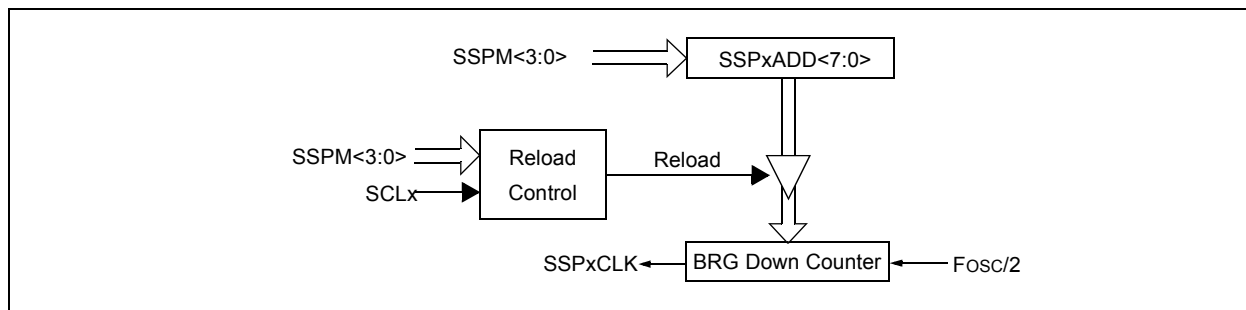 SSPM<3:0>
SSPxADD<7:0>
SSPM<3:0>
SCLx
Reload
Control
Reload
SSPxCLK
BRG Down Counter
FOSC/2